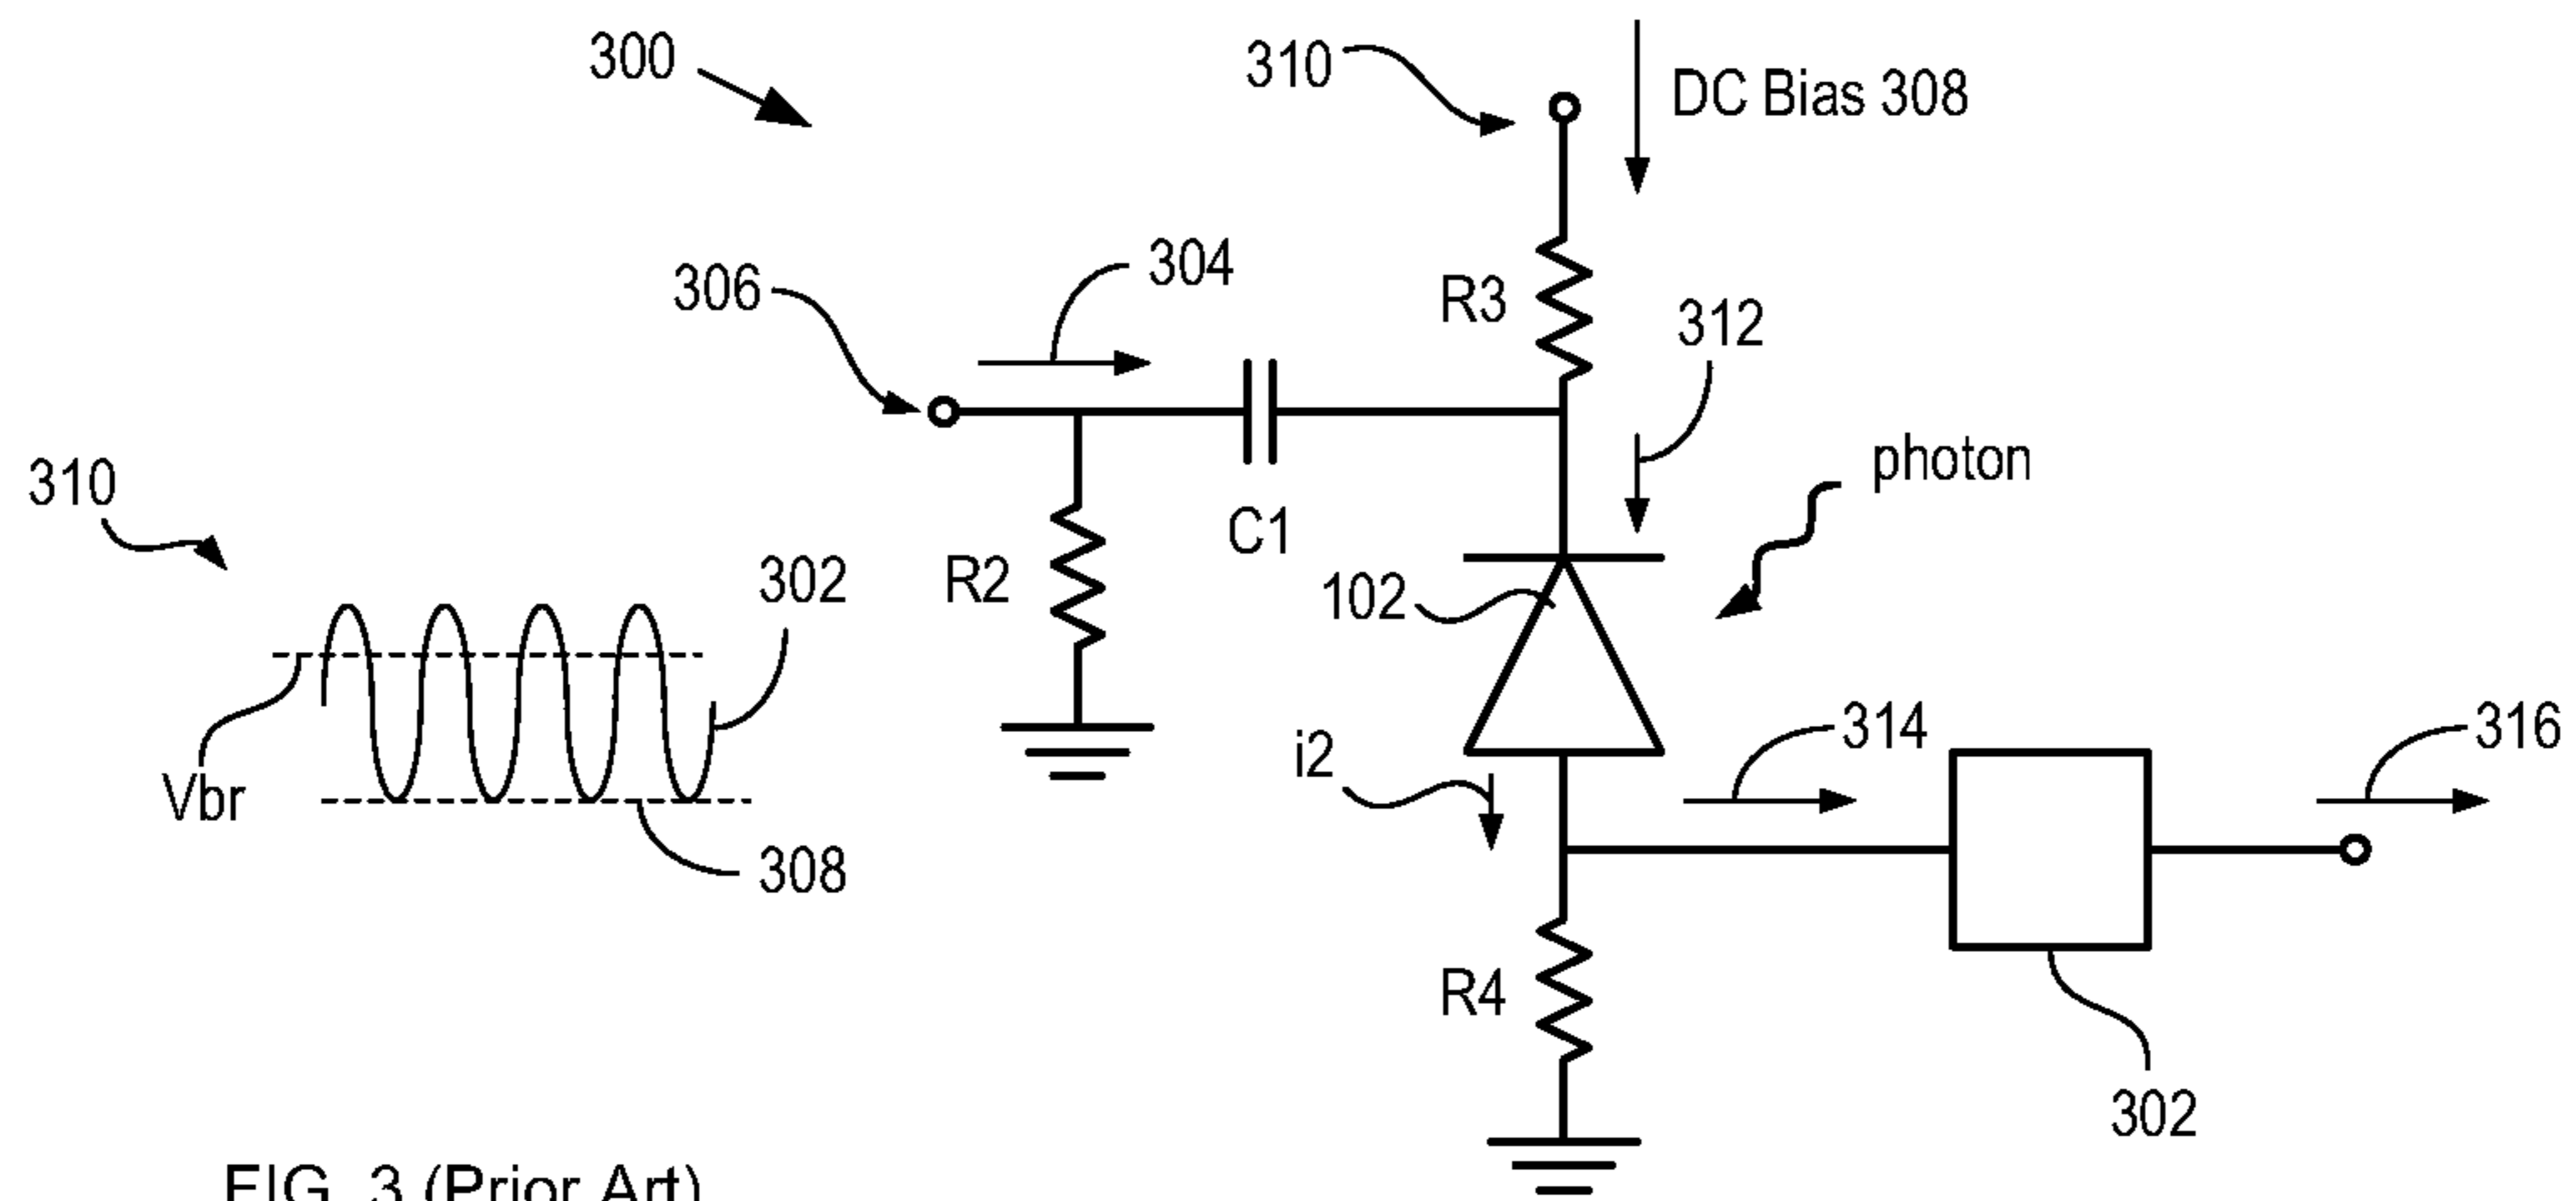 300
310
DC Bias 308
304
306
R3
312
310
photon
C1
302
R2
102
Vbr
i2
314
316
308
R4
302
FIG. 3 (Prior Art)